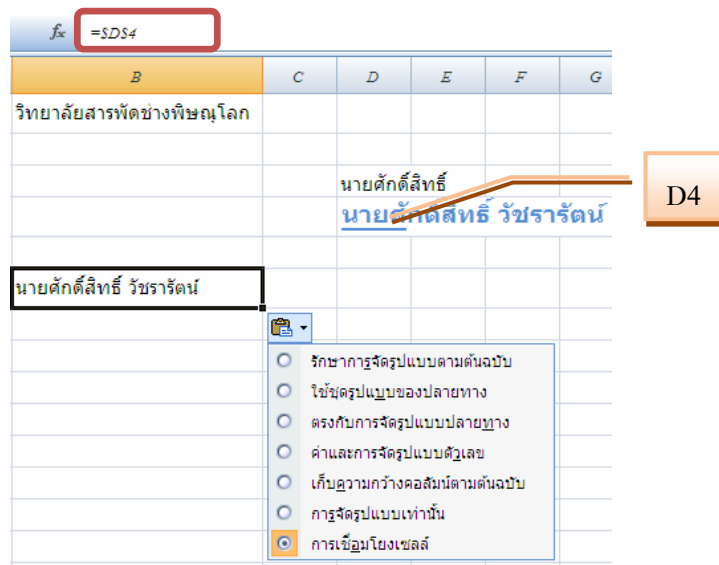 fx =$D$4
B C D E F G
วิทยาลัยสารพัดช่างพิษณุโลก
นายศักดิ์สิทธิ์
D4
นายศักดิ์สิทธิ์ วัชรารัตน์
นายศักดิ์สิทธิ์ วัชรารัตน์
รักษาการจัดรูปแบบตามต้นฉบับ
ใช้ชุดรูปแบบของปลายทาง
ตรงกับการจัดรูปแบบปลายทาง
ค่าและการจัดรูปแบบตัวเลข
เก็บความกว้างคอลัมน์ตามต้นฉบับ
การจัดรูปแบบเท่านั้น
การเชื่อมโยงเซลล์